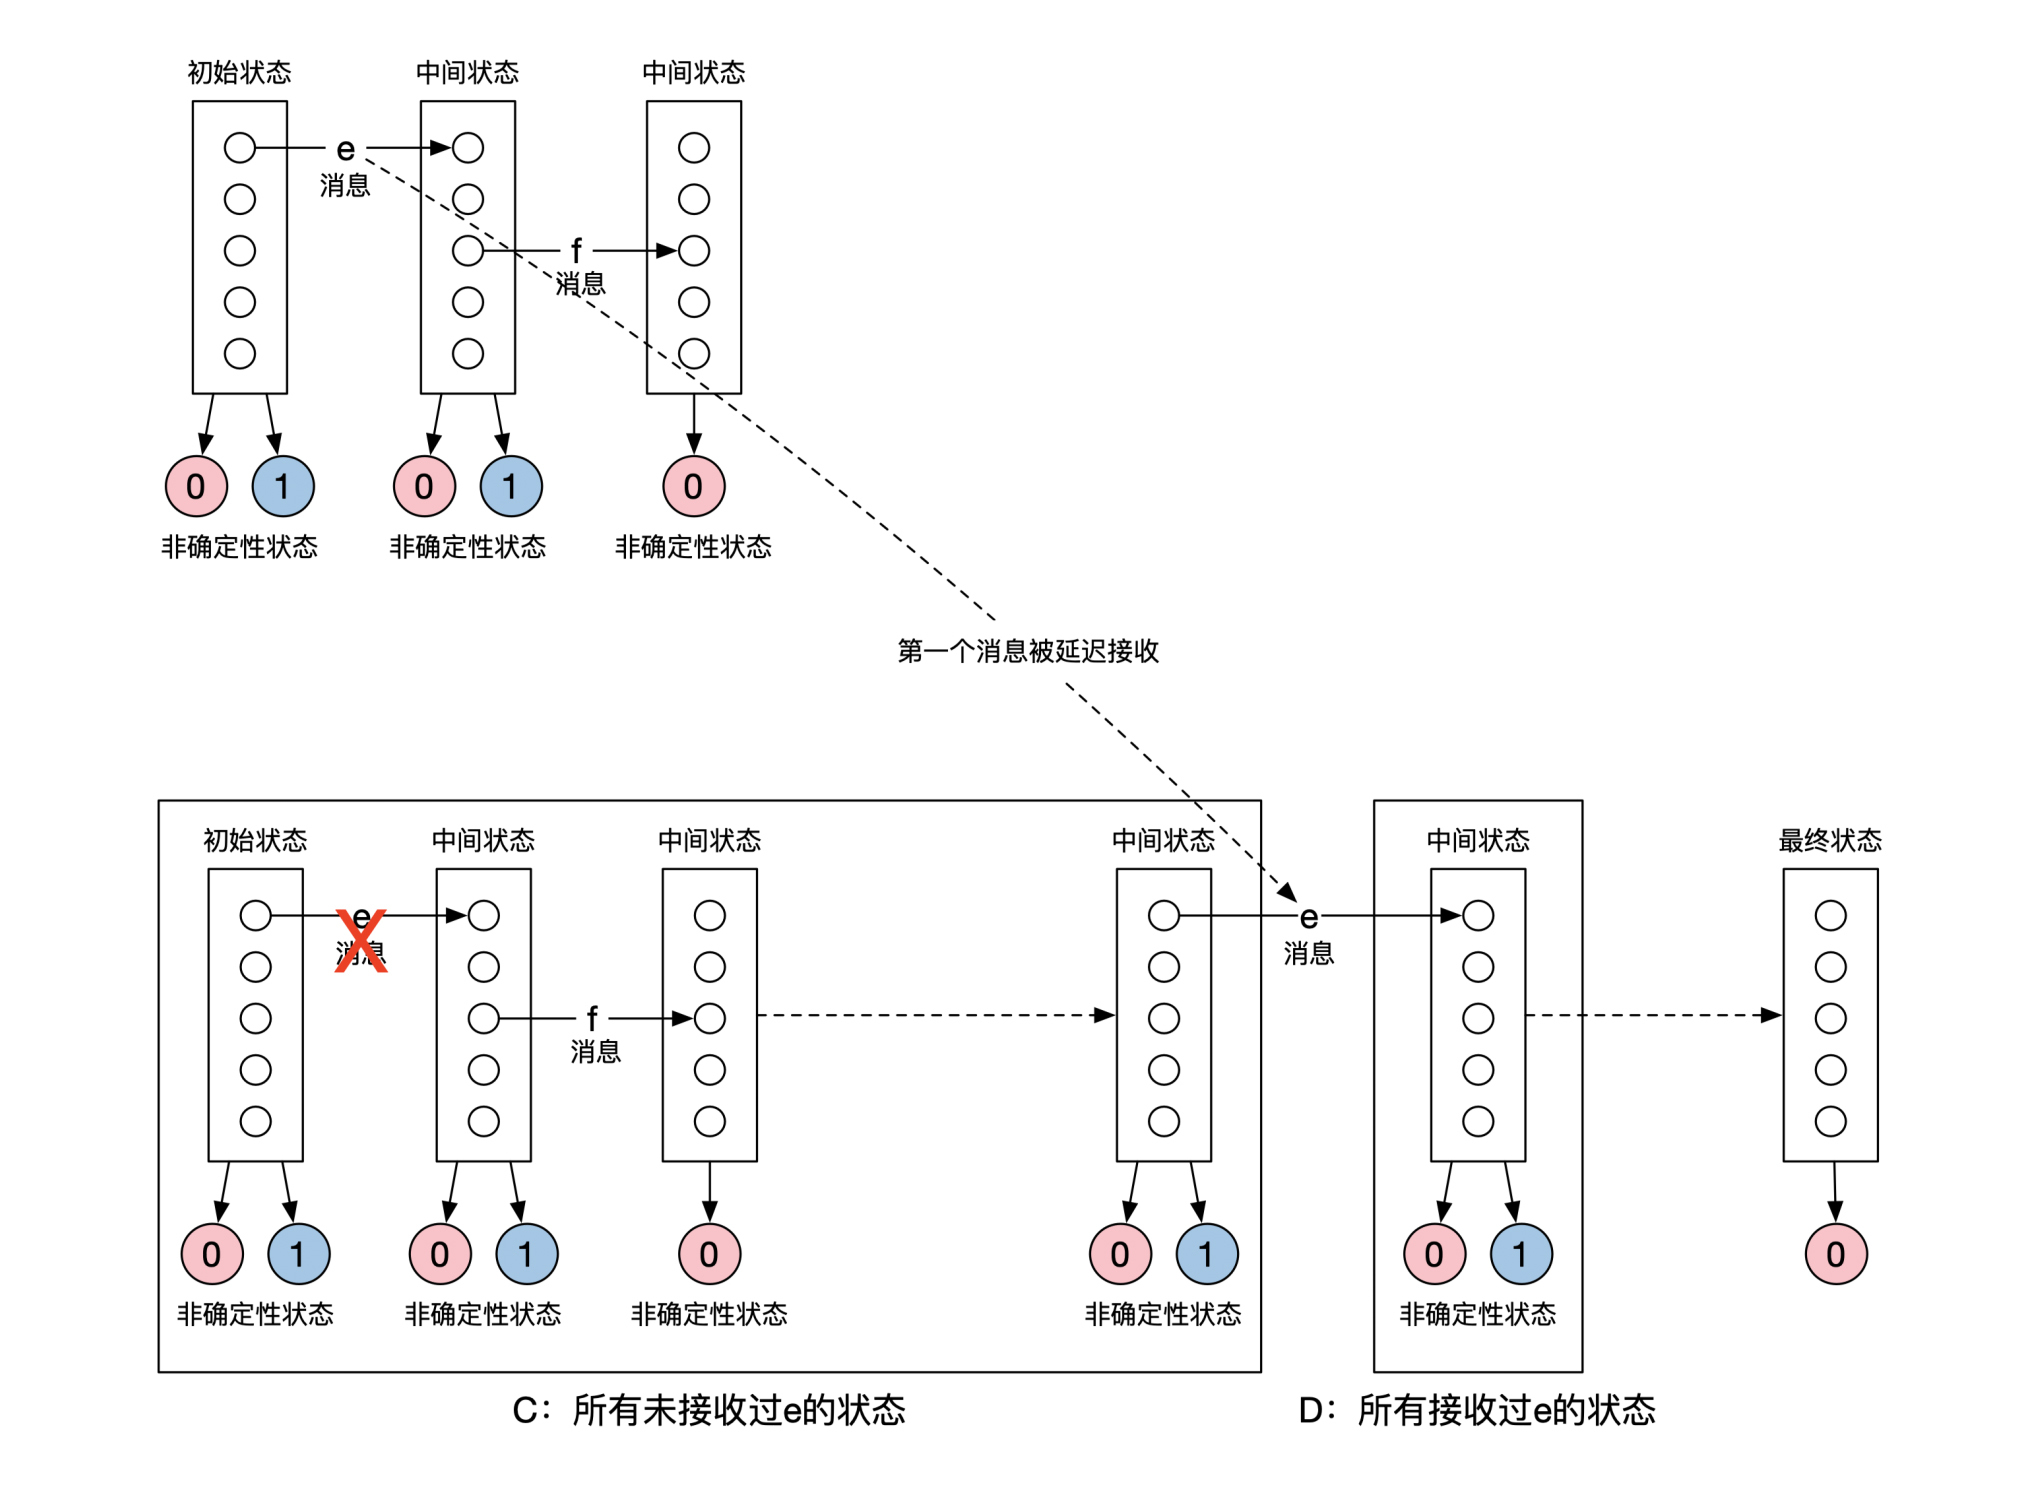 初始状态
中间状态
中间状态
e
消息
f
消息
0
1
0
1
0
非确定性状态
非确定性状态
非确定性状态
第一个消息被延迟接收
初始状态
中间状态
中间状态
中间状态
中间状态
最终状态
e
X
消息
e
消息
f
消息
0
1
0
1
0
0
1
0
1
0
非确定性状态
非确定性状态
非确定性状态
非确定性状态
非确定性状态
C：所有未接收过e的状态
D：所有接收过e的状态